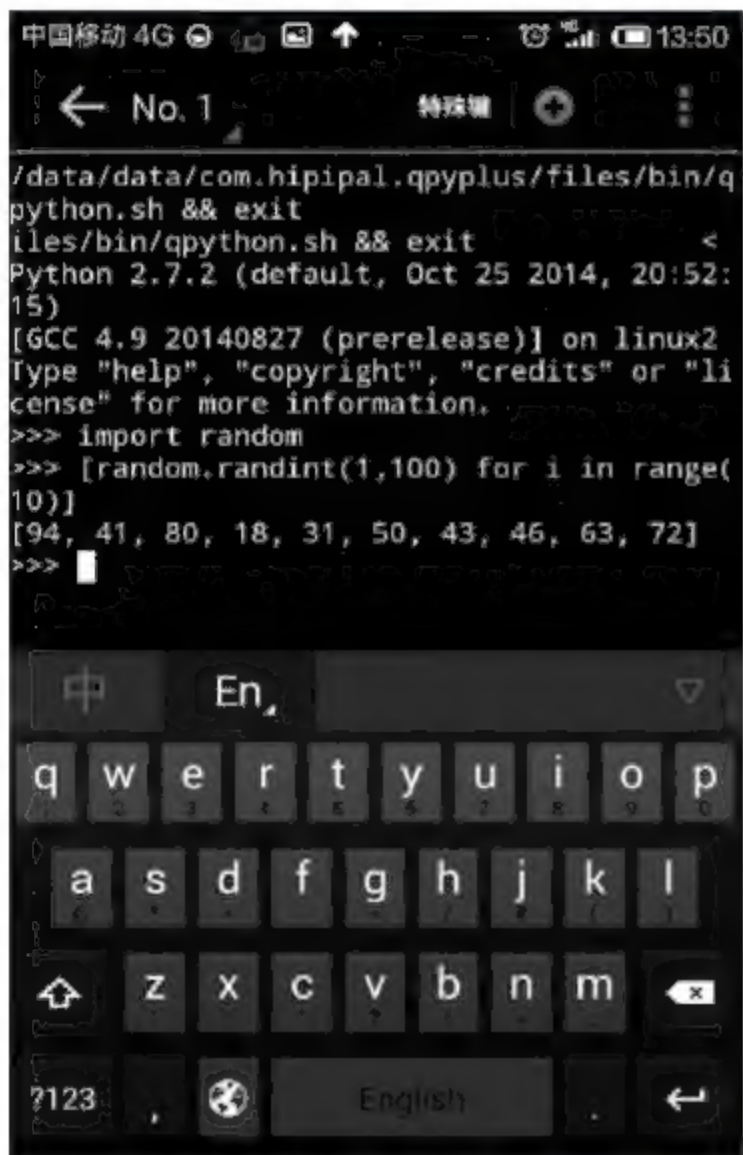 中国移动 4G 13:50
No. 1 特殊键
/data/data/com.hipipal.qpyplus/files/bin/q
python.sh && exit
iles/bin/qpython.sh && exit <
Python 2.7.2 (default, Oct 25 2014, 20:52:
15)
[GCC 4.9 20140827 (prerelease)] on linux2
Type "help", "copyright", "credits" or "li
cense" for more information.
>>> import random
>>> [random.randint(1,100) for i in range(
10)]
[94, 41, 80, 18, 31, 50, 43, 46, 63, 72]
>>>
中 En
q w e r t y u i o p
a s d f g h j k l
z x c v b n m
?123 , English .